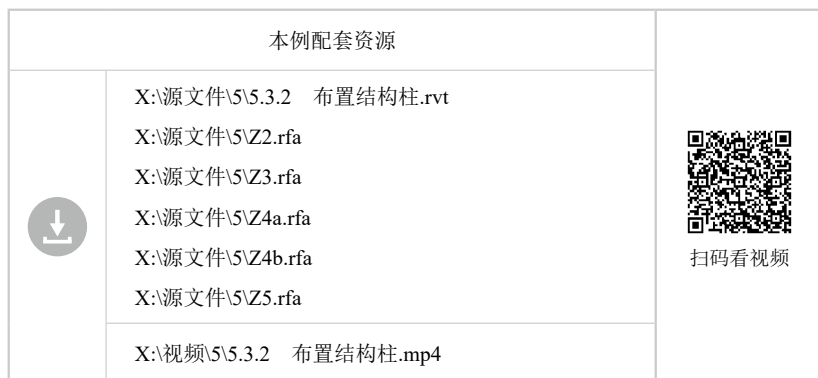 本例配套资源
X:\源文件\5\5.3.2　布置结构柱.rvt
X:\源文件\5\Z2.rfa
X:\源文件\5\Z3.rfa
X:\源文件\5\Z4a.rfa
X:\源文件\5\Z4b.rfa
X:\源文件\5\Z5.rfa
X:\视频\5\5.3.2　布置结构柱.mp4
扫码看视频